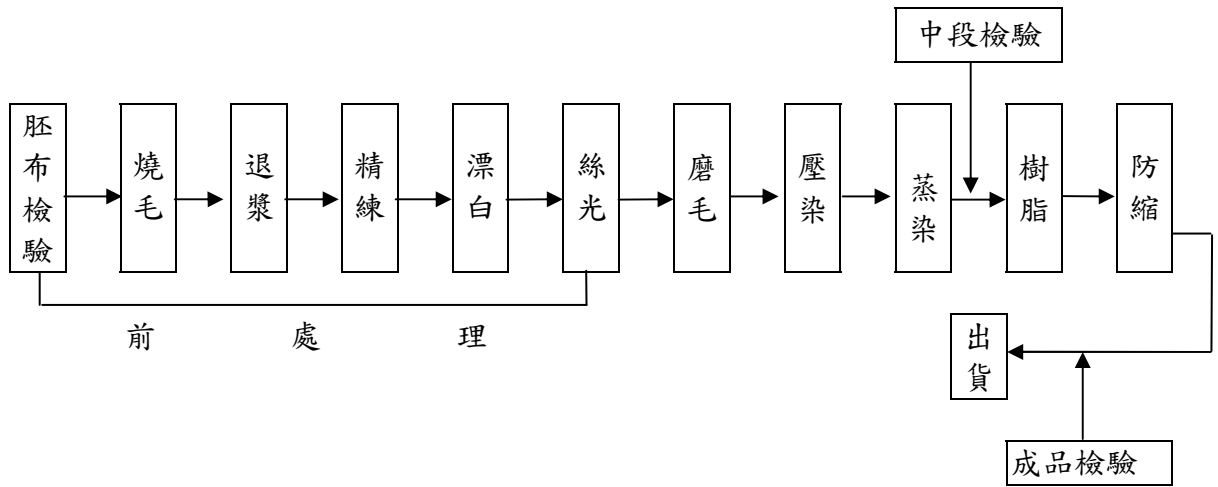 中段檢驗
胚布檢驗
燒毛
退漿
精練
漂白
絲光
磨毛
壓染
蒸染
樹脂
防縮
前處理
出貨
成品檢驗